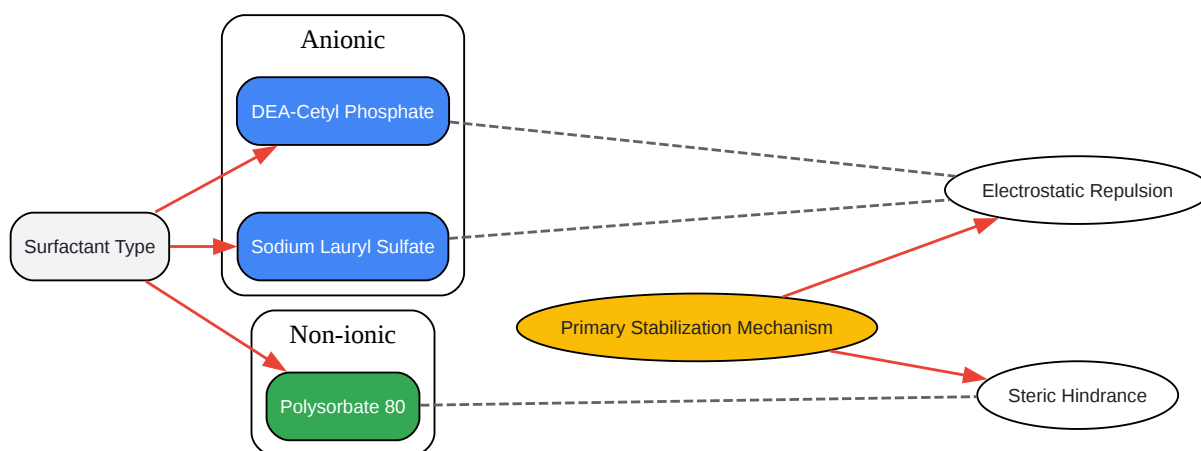 Anionic
DEA-Cetyl Phosphate
Electrostatic Repulsion
Surfactant Type
Sodium Lauryl Sulfate
Primary Stabilization Mechanism
Non-ionic
Polysorbate 80
Steric Hindrance